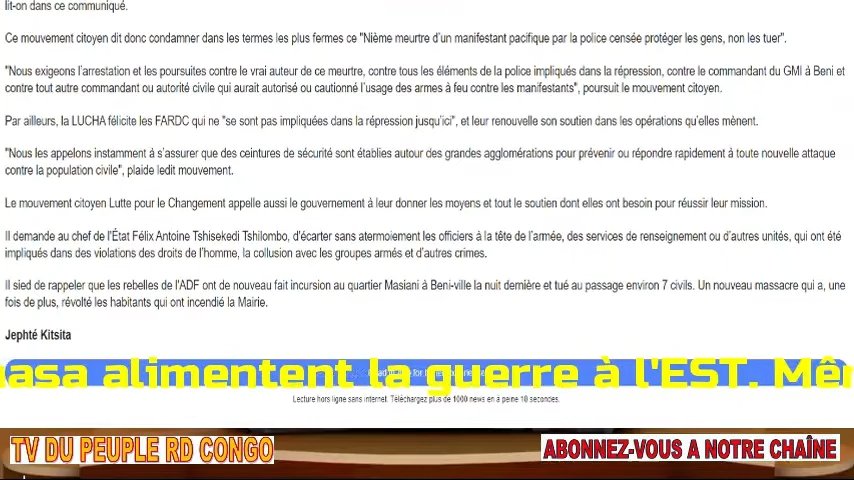 lit-on dans ce communiqué.
Ce mouvement citoyen dit donc condamner dans les termes les plus fermes ce "Nième meurtre d'un manifestant pacifique par la police censée protéger les gens, non les tuer".
"Nous exigeons l'arrestation et les poursuites contre le vrai auteur de ce meurtre, contre tous les éléments de la police impliqués dans la répression, contre le commandant du GMI à Beni et
contre tout autre commandant ou autorité civile qui aurait autorisé ou cautionné l'usage des armes à feu contre les manifestants", poursuit le mouvement citoyen.
Par ailleurs, la LUCHA félicite les FARDC qui ne "se sont pas impliquées dans la répression jusqu'ici", et leur renouvelle son soutien dans les opérations qu'elles mènent.
"Nous les appelons instamment à s'assurer que des ceintures de sécurité sont établies autour des grandes agglomérations pour prévenir ou répondre rapidement à toute nouvelle attaque
contre la population civile", plaide ledit mouvement.
Le mouvement citoyen Lutte pour le Changement appelle aussi le gouvernement à leur donner les moyens et tout le soutien dont elles ont besoin pour réussir leur mission.
Il demande au chef de l'État Félix Antoine Tshisekedi Tshilombo, d'écarter sans atermoiement les officiers à la tête de l'armée, des services de renseignement ou d'autres unités, qui ont été
impliqués dans des violations des droits de l'homme, la collusion avec les groupes armés et d'autres crimes.
Il sied de rappeler que les rebelles de l'ADF ont de nouveau fait incursion au quartier Masiani à Beni-ville la nuit dernière et tué au passage environ 7 civils. Un nouveau massacre qui a, une
fois de plus, révolté les habitants qui ont incendié la Mairie.
Jephté Kitsita
nasa alimentent la guerre à l'EST. Mêm
Lecture hors ligne sans internet. Téléchargez plus de 1000 news en à peine 10 secondes.
TV DU PEUPLE RD CONGO
ABONNEZ-VOUS A NOTRE CHAÎNE